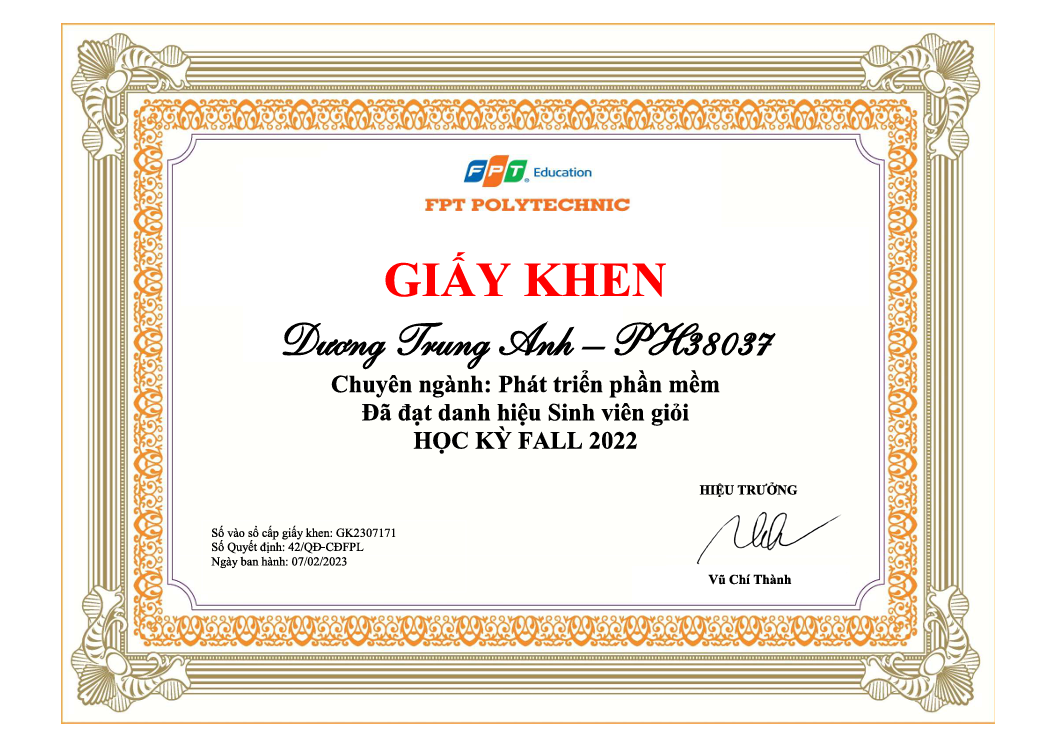 FPT Education
FPT POLYTECHNIC
GIẤY KHEN
Dương Trung Anh – PH38037
Chuyên ngành: Phát triển phần mềm
Đã đạt danh hiệu Sinh viên giỏi
HỌC KỲ FALL 2022
HIỆU TRƯỞNG
Số vào sổ cấp giấy khen: GK2307171
Số Quyết định: 42/QĐ-CĐFPL
Ngày ban hành: 07/02/2023
Vũ Chí Thành